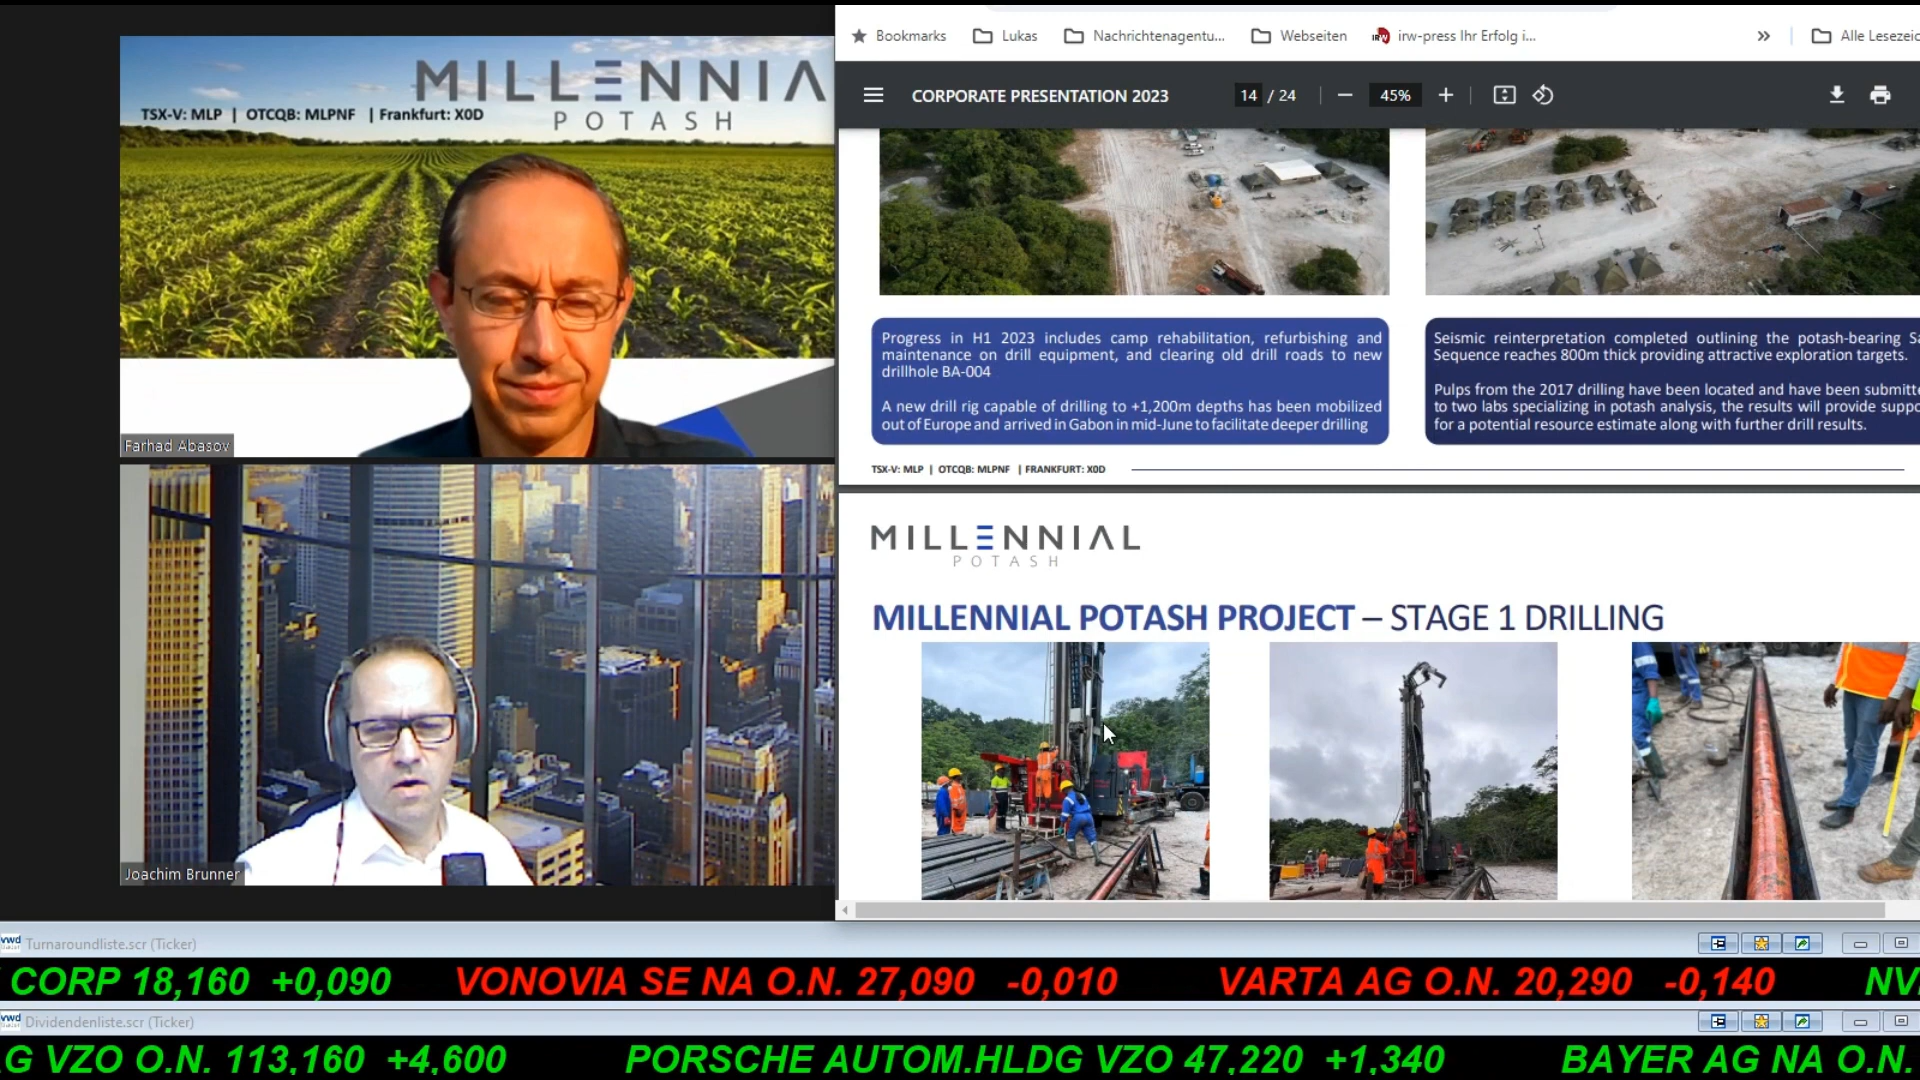 MILLENNIA
POTASH
TSX-V: MLP | OTCQB: MLPNF | Frankfurt: X0D
Farhad Abasov
Joachim Brunner
Bookmarks
Lukas
Nachrichtenagentu...
Webseiten
irw-press Ihr Erfolg i...
»
Alle Lesezeic
CORPORATE PRESENTATION 2023
14 / 24
45%
Progress in H1 2023 includes camp rehabilitation, refurbishing and
maintenance on drill equipment, and clearing old drill roads to new
drillhole BA-004
A new drill rig capable of drilling to +1,200m depths has been mobilized
out of Europe and arrived in Gabon in mid-June to facilitate deeper drilling
Seismic reinterpretation completed outlining the potash-bearing Sa
Sequence reaches 800m thick providing attractive exploration targets.
Pulps from the 2017 drilling have been located and have been submitte
to two labs specializing in potash analysis, the results will provide suppo
for a potential resource estimate along with further drill results.
TSX-V: MLP | OTCQB: MLPNF | FRANKFURT: X0D
MILLENNIAL
POTASH
MILLENNIAL POTASH PROJECT – STAGE 1 DRILLING
vwd Turnaroundliste.scr (Ticker)
CORP 18,160 +0,090 VONOVIA SE NA O.N. 27,090 -0,010 VARTA AG O.N. 20,290 -0,140 NV
vwd Dividendenliste.scr (Ticker)
G VZO O.N. 113,160 +4,600 PORSCHE AUTOM.HLDG VZO 47,220 +1,340 BAYER AG NA O.N.